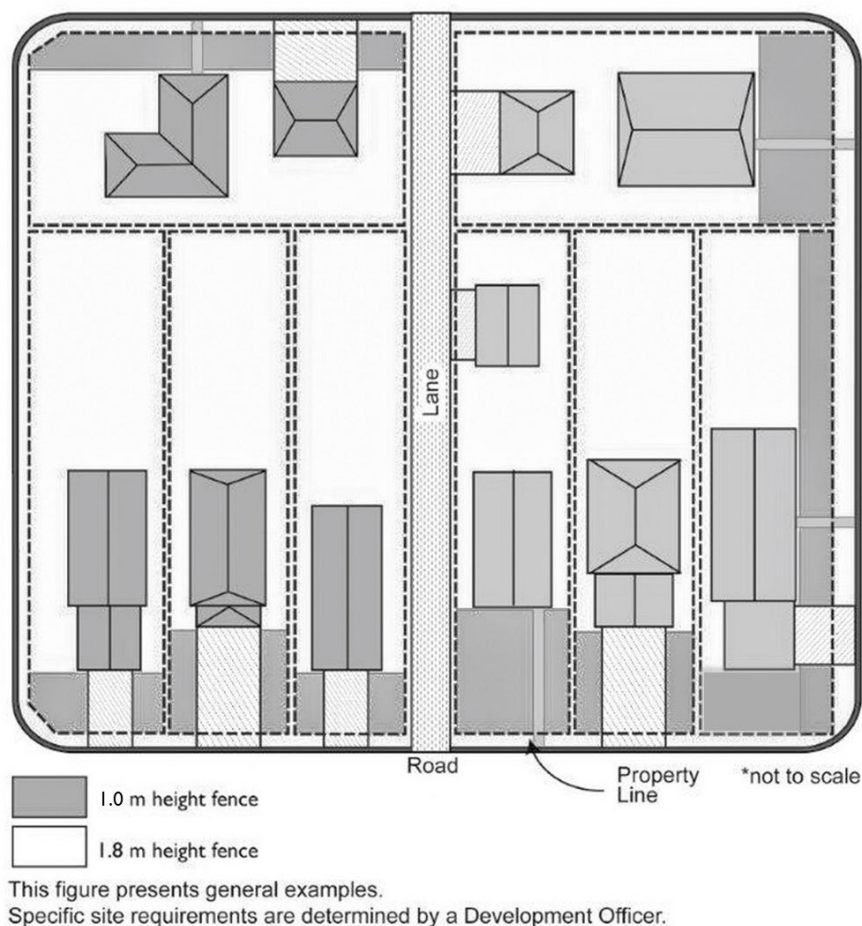 Lane
Road
Property
Line
*not to scale
1.0 m height fence
1.8 m height fence
This figure presents general examples.
Specific site requirements are determined by a Development Officer.